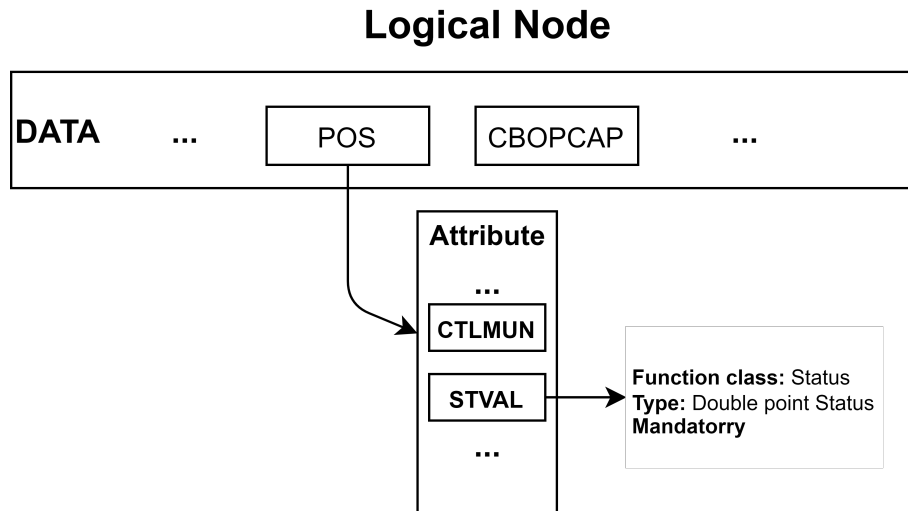 Logical Node
DATA ... POS CBOPCAP ...
Attribute
...
CTLMUN
STVAL
...
Function class: Status
Type: Double point Status
Mandatorry